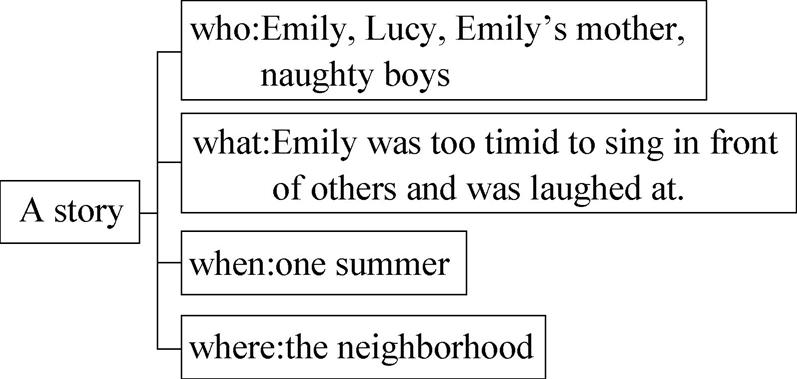 who:Emily, Lucy, Emily’s mother,
naughty boys
what:Emily was too timid to sing in front
of others and was laughed at.
A story
when:one summer
where:the neighborhood